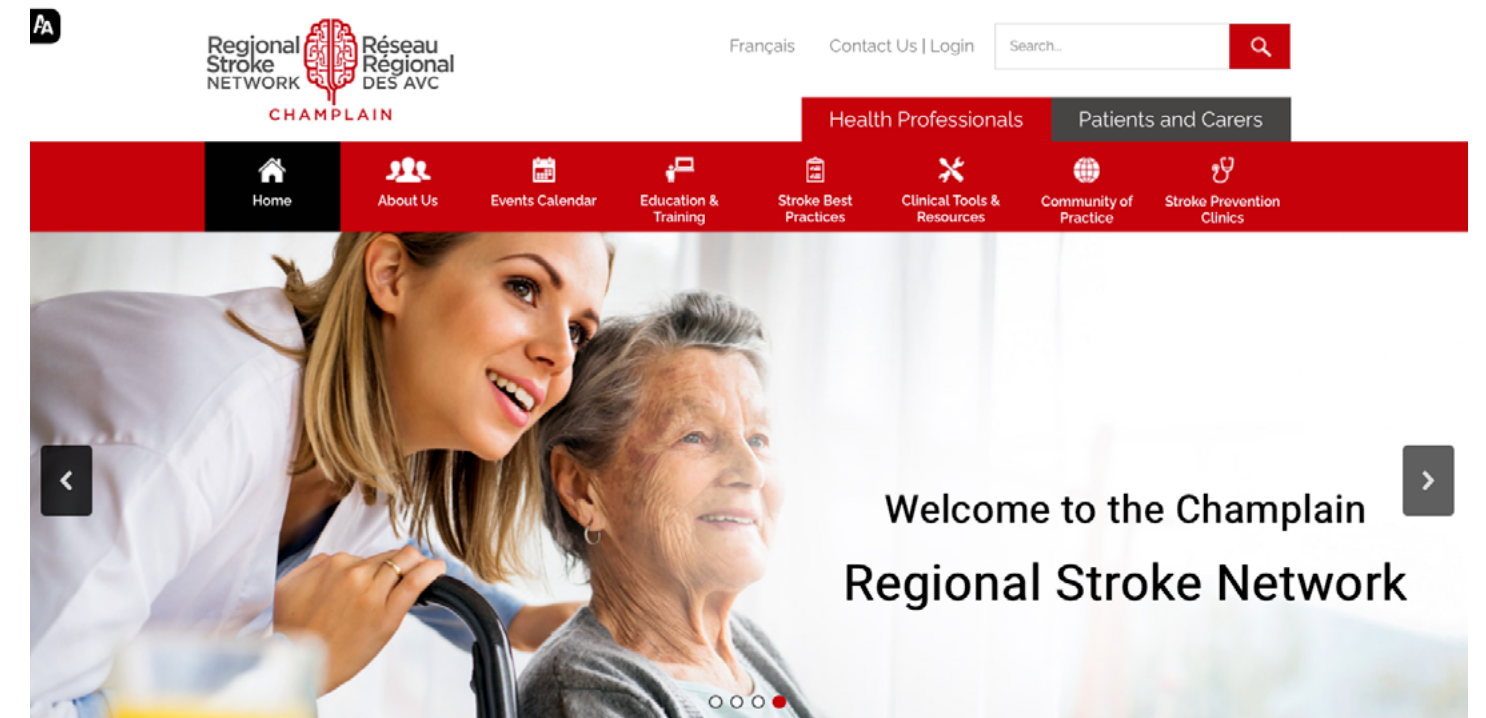 AA
Regional
Stroke
NETWORK
Réseau
Régional
DES AVC
CHAMPLAIN
Français
Contact Us | Login
Search...
Health Professionals
Patients and Carers
Home
About Us
Events Calendar
Education &
Training
Stroke Best
Practices
Clinical Tools &
Resources
Community of
Practice
Stroke Prevention
Clinics
Welcome to the Champlain
Regional Stroke Network